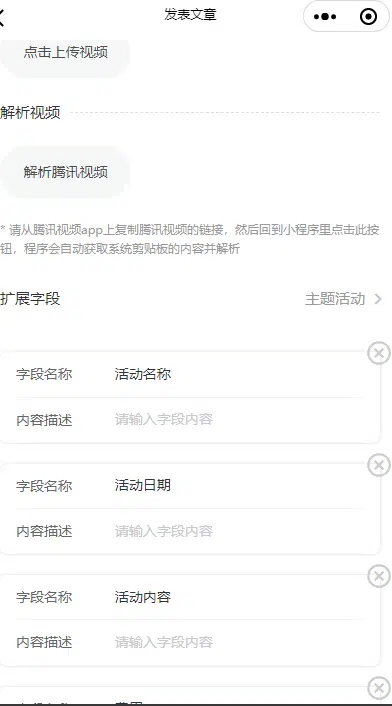 发表文章
点击上传视频
解析视频
解析腾讯视频
* 请从腾讯视频app上复制腾讯视频的链接，然后回到小程序里点击此按
钮，程序会自动获取系统剪贴板的内容并解析
扩展字段 主题活动
字段名称 活动名称
内容描述 请输入字段内容
字段名称 活动日期
内容描述 请输入字段内容
字段名称 活动内容
内容描述 请输入字段内容